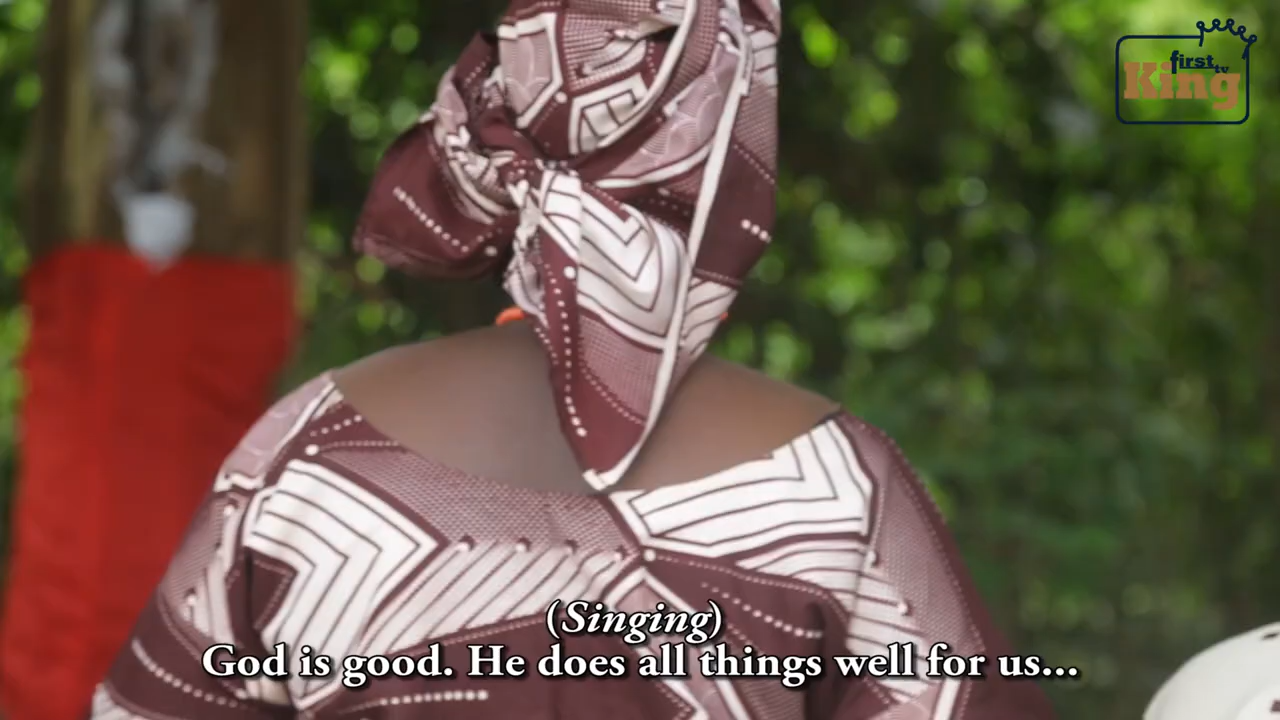 first
tv
King
(Singing)
God is good. He does all things well for us...